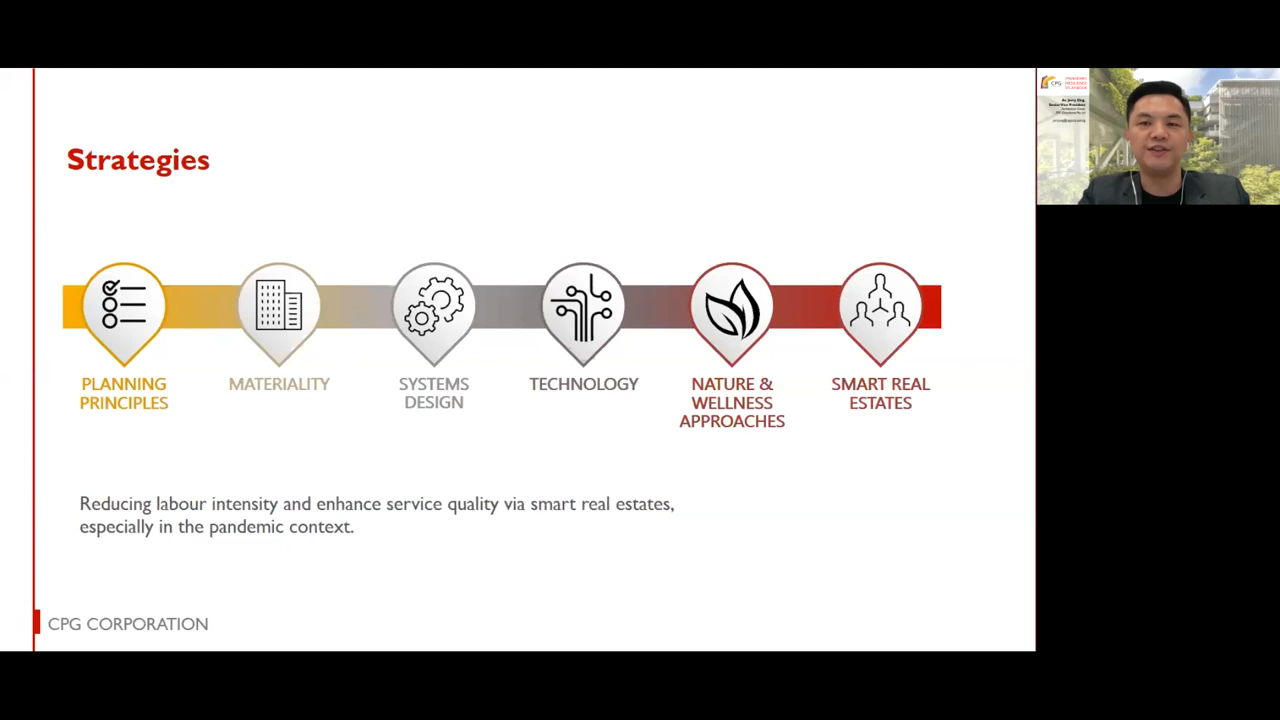 Strategies
PLANNING
PRINCIPLES
MATERIALITY
SYSTEMS
DESIGN
TECHNOLOGY
NATURE &
WELLNESS
APPROACHES
SMART REAL
ESTATES
Reducing labour intensity and enhance service quality via smart real estates,
especially in the pandemic context.
CPG CORPORATION
CPG